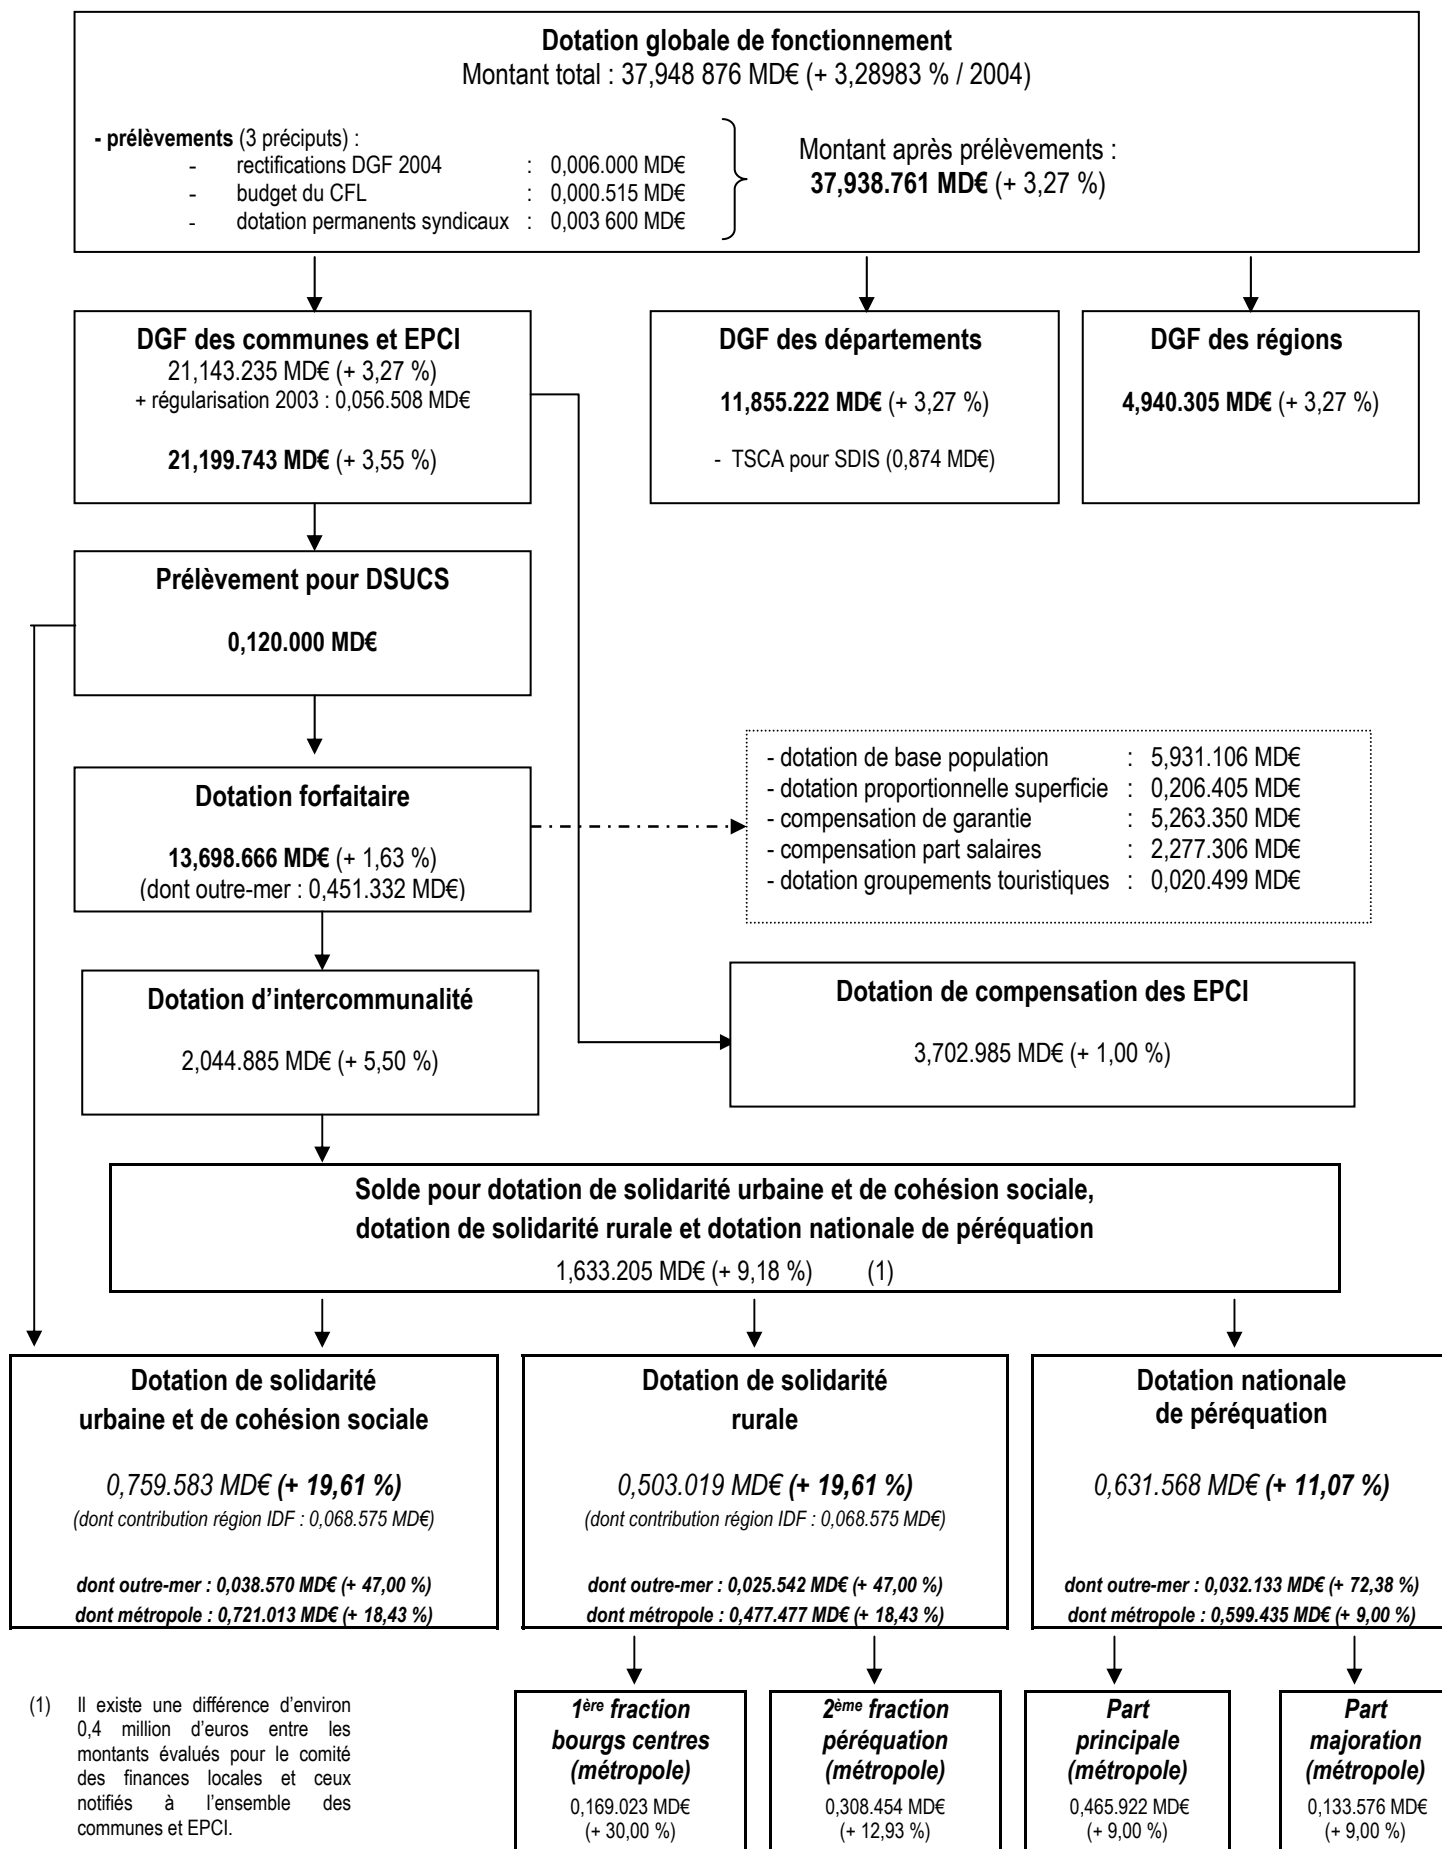 Dotation globale de fonctionnement
Montant total : 37,948 876 MD€ (+ 3,28983 % / 2004)
- prélèvements (3 préciputs) :
- rectifications DGF 2004 : 0,006.000 MD€
- budget du CFL : 0,000.515 MD€
- dotation permanents syndicaux : 0,003 600 MD€
Montant après prélèvements :
37,938.761 MD€ (+ 3,27 %)
DGF des communes et EPCI
21,143.235 MD€ (+ 3,27 %)
+ régularisation 2003 : 0,056.508 MD€
21,199.743 MD€ (+ 3,55 %)
DGF des départements
11,855.222 MD€ (+ 3,27 %)
- TSCA pour SDIS (0,874 MD€)
DGF des régions
4,940.305 MD€ (+ 3,27 %)
Prélèvement pour DSUCS
0,120.000 MD€
Dotation forfaitaire
13,698.666 MD€ (+ 1,63 %)
(dont outre-mer : 0,451.332 MD€)
- dotation de base population : 5,931.106 MD€
- dotation proportionnelle superficie : 0,206.405 MD€
- compensation de garantie : 5,263.350 MD€
- compensation part salaires : 2,277.306 MD€
- dotation groupements touristiques : 0,020.499 MD€
Dotation d'intercommunalité
2,044.885 MD€ (+ 5,50 %)
Dotation de compensation des EPCI
3,702.985 MD€ (+ 1,00 %)
Solde pour dotation de solidarité urbaine et de cohésion sociale,
dotation de solidarité rurale et dotation nationale de péréquation
1,633.205 MD€ (+ 9,18 %) (1)
Dotation de solidarité
urbaine et de cohésion sociale
0,759.583 MD€ (+ 19,61 %)
(dont contribution région IDF : 0,068.575 MD€)
dont outre-mer : 0,038.570 MD€ (+ 47,00 %)
dont métropole : 0,721.013 MD€ (+ 18,43 %)
Dotation de solidarité
rurale
0,503.019 MD€ (+ 19,61 %)
(dont contribution région IDF : 0,068.575 MD€)
dont outre-mer : 0,025.542 MD€ (+ 47,00 %)
dont métropole : 0,477.477 MD€ (+ 18,43 %)
Dotation nationale
de péréquation
0,631.568 MD€ (+ 11,07 %)
dont outre-mer : 0,032.133 MD€ (+ 72,38 %)
dont métropole : 0,599.435 MD€ (+ 9,00 %)
(1) Il existe une différence d'environ
0,4 million d'euros entre les
montants évalués pour le comité
des finances locales et ceux
notifiés à l'ensemble des
communes et EPCI.
1ère fraction
bourgs centres
(métropole)
0,169.023 MD€
(+ 30,00 %)
2ème fraction
péréquation
(métropole)
0,308.454 MD€
(+ 12,93 %)
Part
principale
(métropole)
0,465.922 MD€
(+ 9,00 %)
Part
majoration
(métropole)
0,133.576 MD€
(+ 9,00 %)